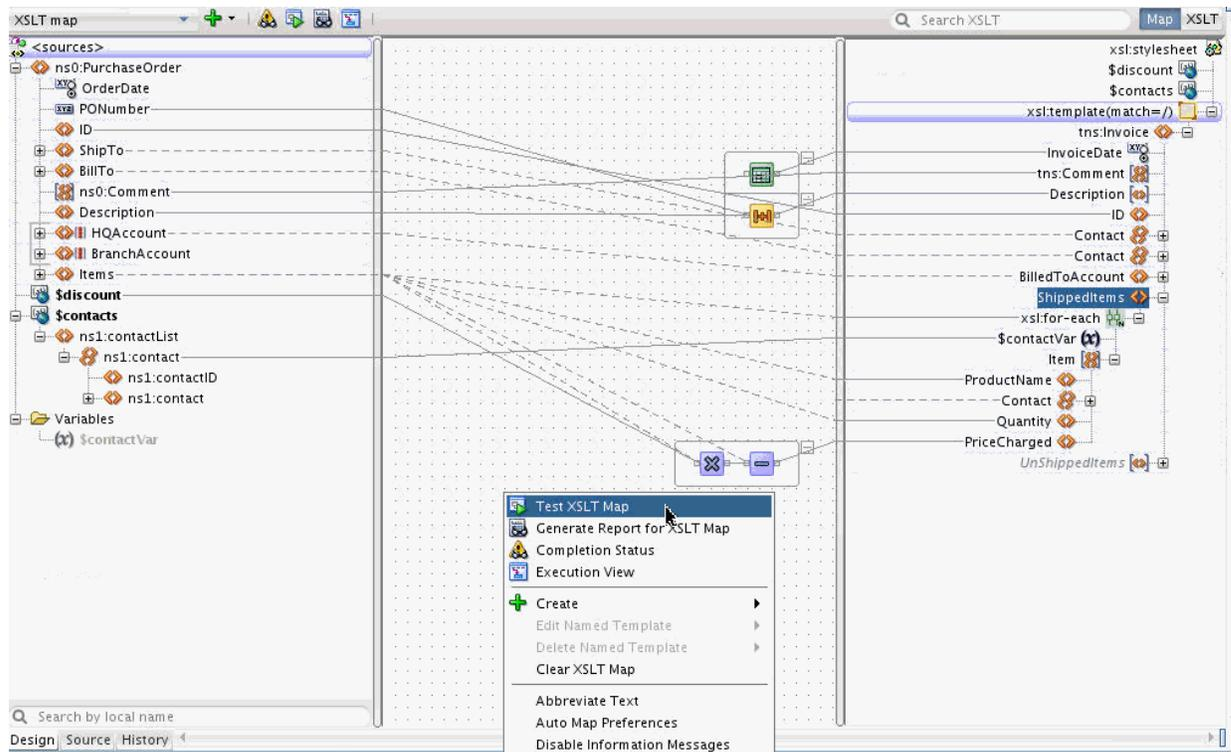 XSLT map
Search XSLT
Map XSLT
<sources>
ns0:PurchaseOrder
OrderDate
PONumber
ID
ShipTo
BillTo
ns0:Comment
Description
HQAccount
BranchAccount
Items
$discount
$contacts
ns1:contactList
ns1:contact
ns1:contactID
ns1:contact
Variables
(x) $contactVar
xsl:stylesheet
$discount
$contacts
xsl:template(match=/)
tns:Invoice
InvoiceDate
tns:Comment
Description
ID
Contact
Contact
BilledToAccount
ShippedItems
xsl:for-each
$contactVar (x)
Item
ProductName
Contact
Quantity
PriceCharged
UnShippedItems
Test XSLT Map
Generate Report for XSLT Map
Completion Status
Execution View
Create
Edit Named Template
Delete Named Template
Clear XSLT Map
Abbreviate Text
Auto Map Preferences
Disable Information Messages
Search by local name
Design Source History